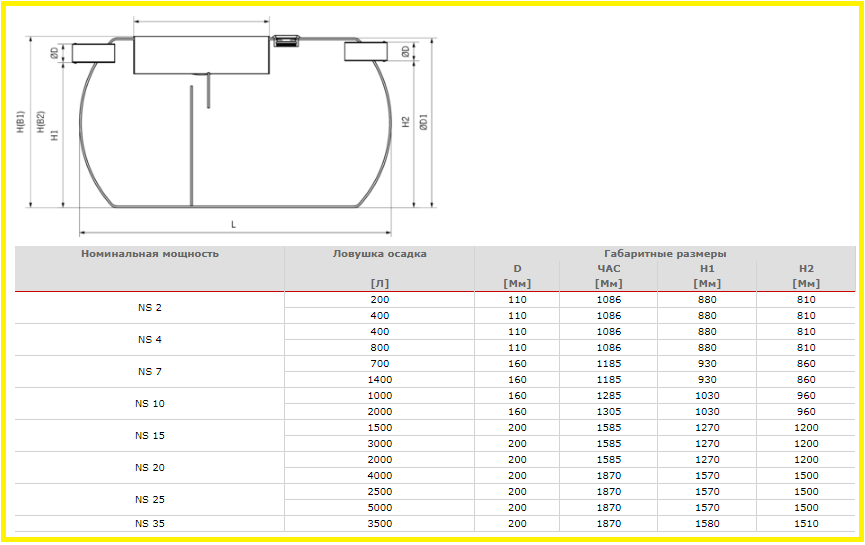 ØD
ØD
H(B1)
H(B2)
H1
H2
ØD1
L
Номинальная мощность Ловушка осадка Габаритные размеры
D ЧАС H1 H2
[Л] [Мм] [Мм] [Мм] [Мм]
NS 2 200 110 1086 880 810
400 110 1086 880 810
NS 4 400 110 1086 880 810
800 110 1086 880 810
NS 7 700 160 1185 930 860
1400 160 1185 930 860
NS 10 1000 160 1285 1030 960
2000 160 1305 1030 960
NS 15 1500 200 1585 1270 1200
3000 200 1585 1270 1200
NS 20 2000 200 1585 1270 1200
4000 200 1870 1570 1500
NS 25 2500 200 1870 1570 1500
5000 200 1870 1570 1500
NS 35 3500 200 1870 1580 1510